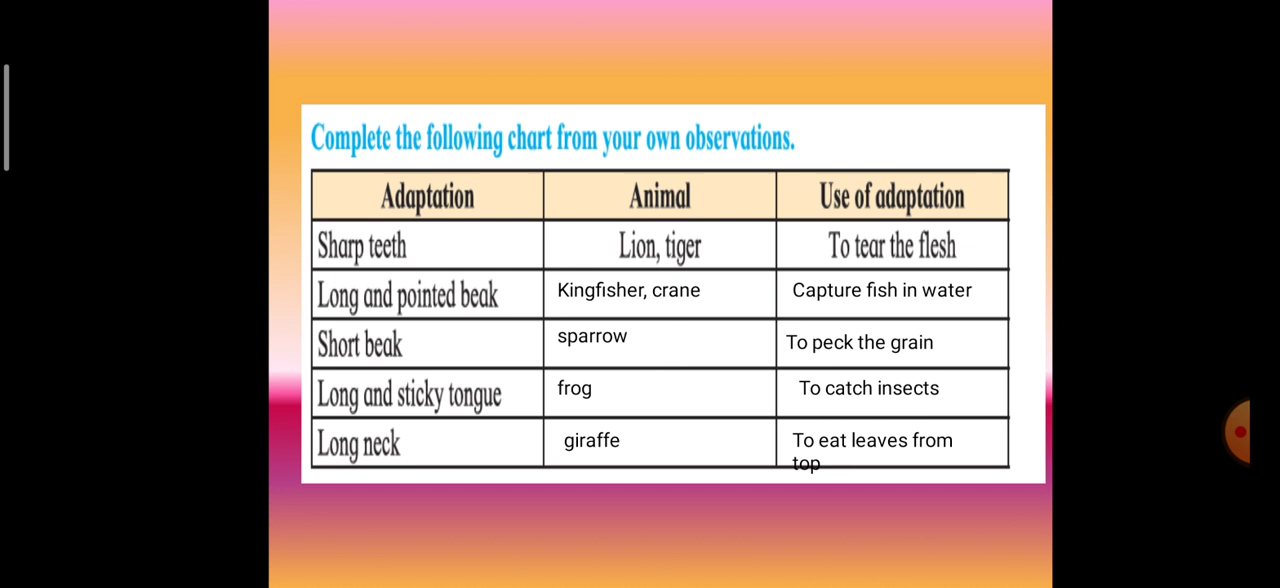 Complete the following chart from your own observations.
Adaptation Animal Use of adaptation
Sharp teeth Lion, tiger To tear the flesh
Long and pointed beak Kingfisher, crane Capture fish in water
Short beak sparrow To peck the grain
Long and sticky tongue frog To catch insects
Long neck giraffe To eat leaves from
top